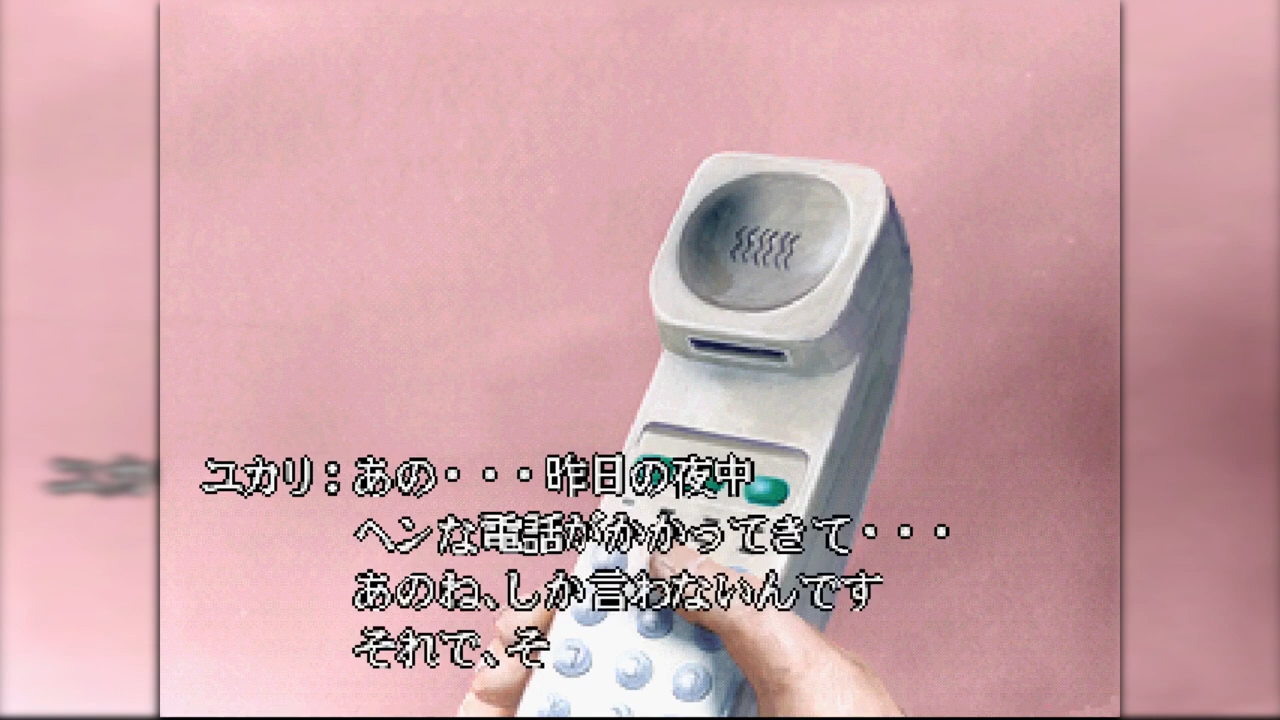 ユカリ：あの・・・昨日の夜中
ヘンな電話がかかってきて・・・
あのね、しか言わないんです
それで、そ